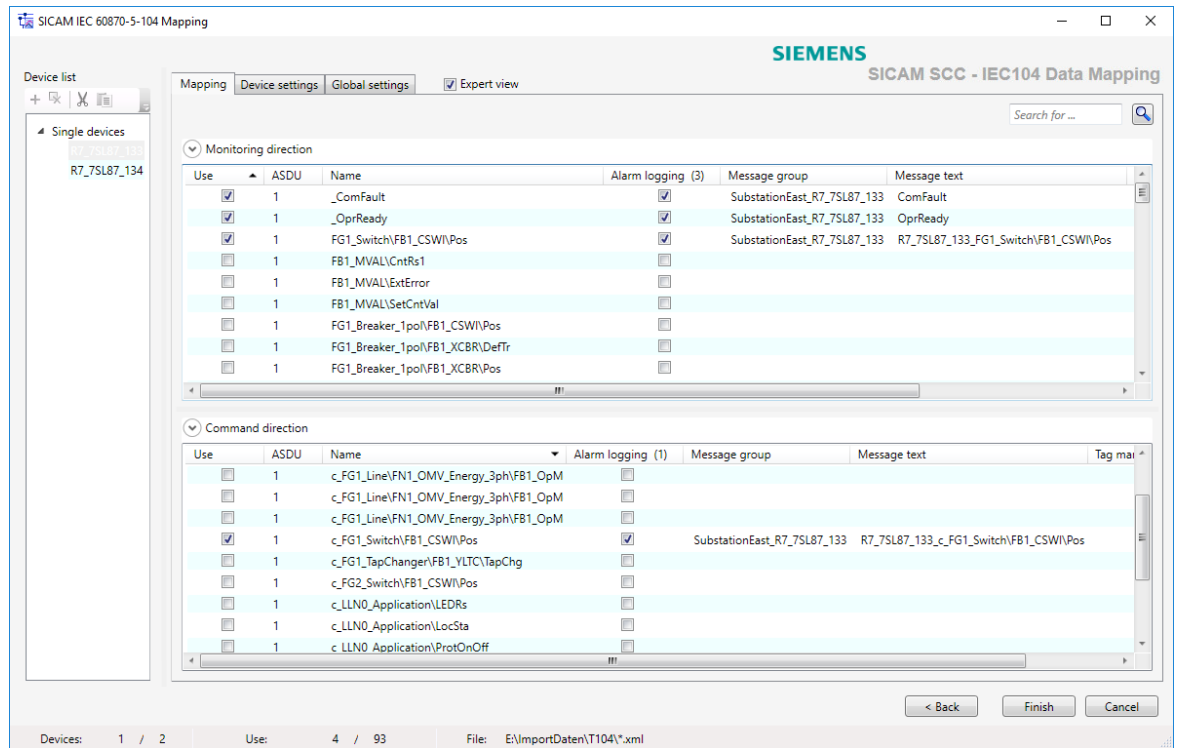 SICAM IEC 60870-5-104 Mapping
SIEMENS
SICAM SCC - IEC104 Data Mapping
Device list
Mapping Device settings Global settings Expert view
Search for ...
Single devices
R7_7SL87_133
R7_7SL87_134
Monitoring direction
Use ASDU Name Alarm logging (3) Message group Message text
1 _ComFault SubstationEast_R7_7SL87_133 ComFault
1 _OprReady SubstationEast_R7_7SL87_133 OprReady
1 FG1_Switch\FB1_CSWI\Pos SubstationEast_R7_7SL87_133 R7_7SL87_133_FG1_Switch\FB1_CSWI\Pos
1 FB1_MVAL\CntRs1
1 FB1_MVAL\ExtError
1 FB1_MVAL\SetCntVal
1 FG1_Breaker_1pol\FB1_CSWI\Pos
1 FG1_Breaker_1pol\FB1_XCBR\DefTr
1 FG1_Breaker_1pol\FB1_XCBR\Pos
Command direction
Use ASDU Name Alarm logging (1) Message group Message text Tag mai
1 c_FG1_Line\FN1_OMV_Energy_3ph\FB1_OpM
1 c_FG1_Line\FN1_OMV_Energy_3ph\FB1_OpM
1 c_FG1_Line\FN1_OMV_Energy_3ph\FB1_OpM
1 c_FG1_Switch\FB1_CSWI\Pos SubstationEast_R7_7SL87_133 R7_7SL87_133_c_FG1_Switch\FB1_CSWI\Pos
1 c_FG1_TapChanger\FB1_YLTC\TapChg
1 c_FG2_Switch\FB1_CSWI\Pos
1 c_LLN0_Application\LEDRs
1 c_LLN0_Application\LocSta
1 c_LLN0_Application\ProtOnOff
< Back Finish Cancel
Devices: 1 / 2 Use: 4 / 93 File: E:\ImportDaten\T104\*.xml